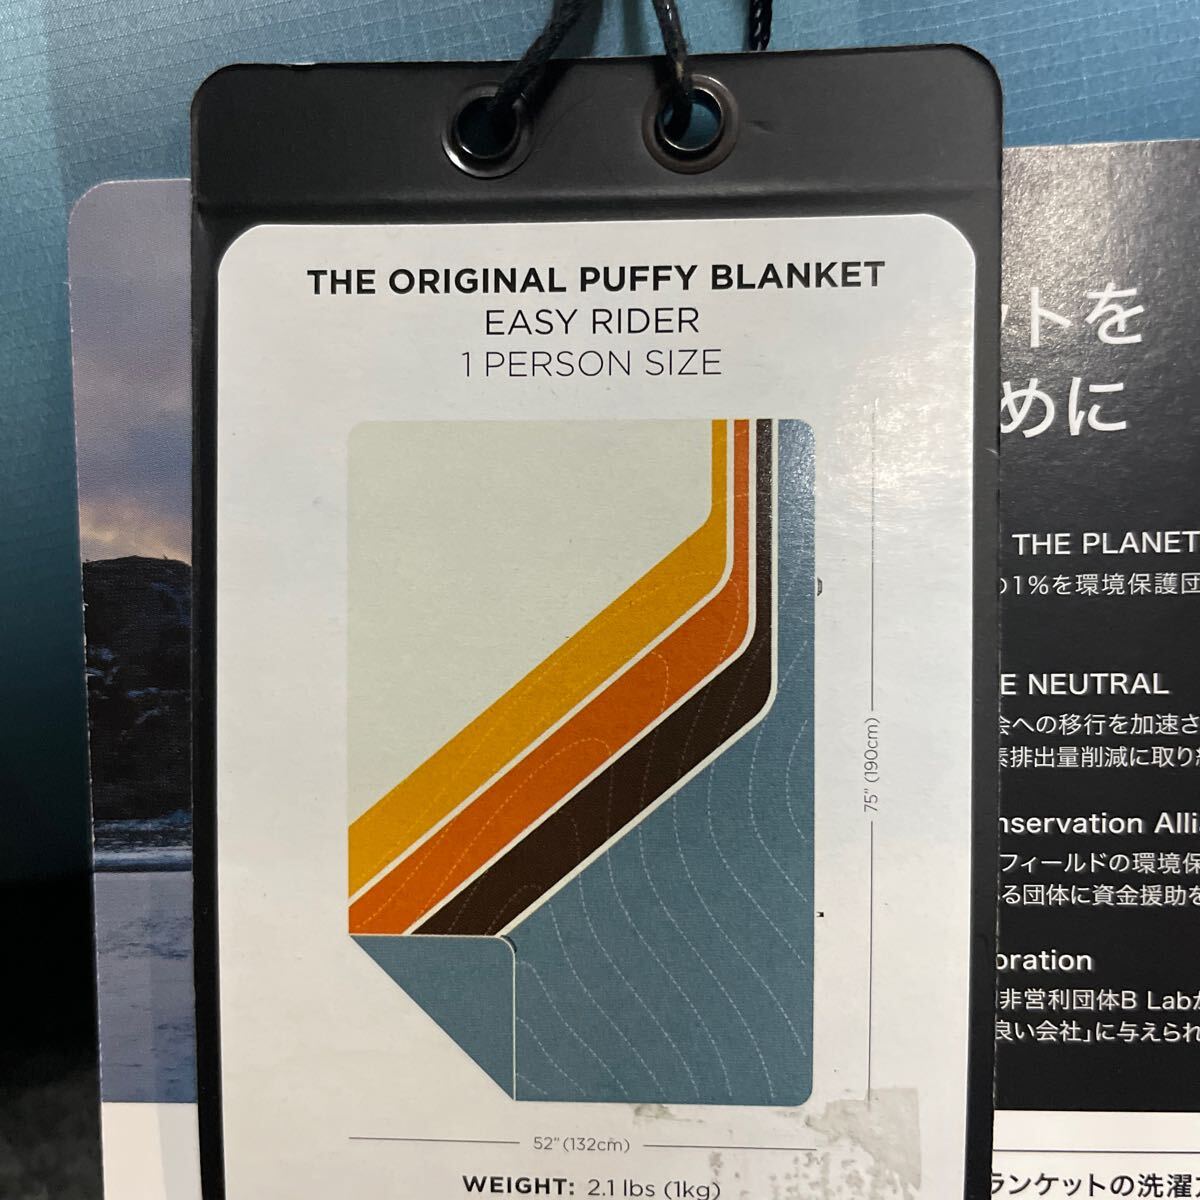 THE ORIGINAL PUFFY BLANKET
EASY RIDER
1 PERSON SIZE
75" (190cm)
52" (132cm)
WEIGHT: 2.1 lbs (1kg)
ットを
めに
THE PLANET
の1%を環境保護団
E NEUTRAL
会への移行を加速さ
素排出量削減に取り
nservation Alli
フィールドの環境保
る団体に資金援助を
oration
非営利団体B Labが
良い会社」に与えられ
ランケットの洗濯